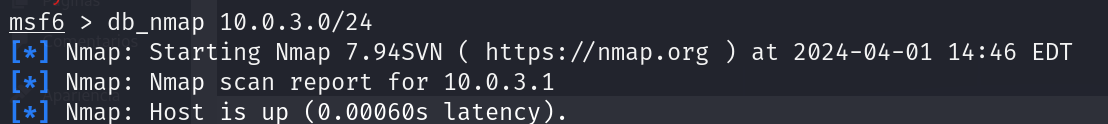 msf6 > db_nmap 10.0.3.0/24
[*] Nmap: Starting Nmap 7.94SVN ( https://nmap.org ) at 2024-04-01 14:46 EDT
[*] Nmap: Nmap scan report for 10.0.3.1
[*] Nmap: Host is up (0.00060s latency).